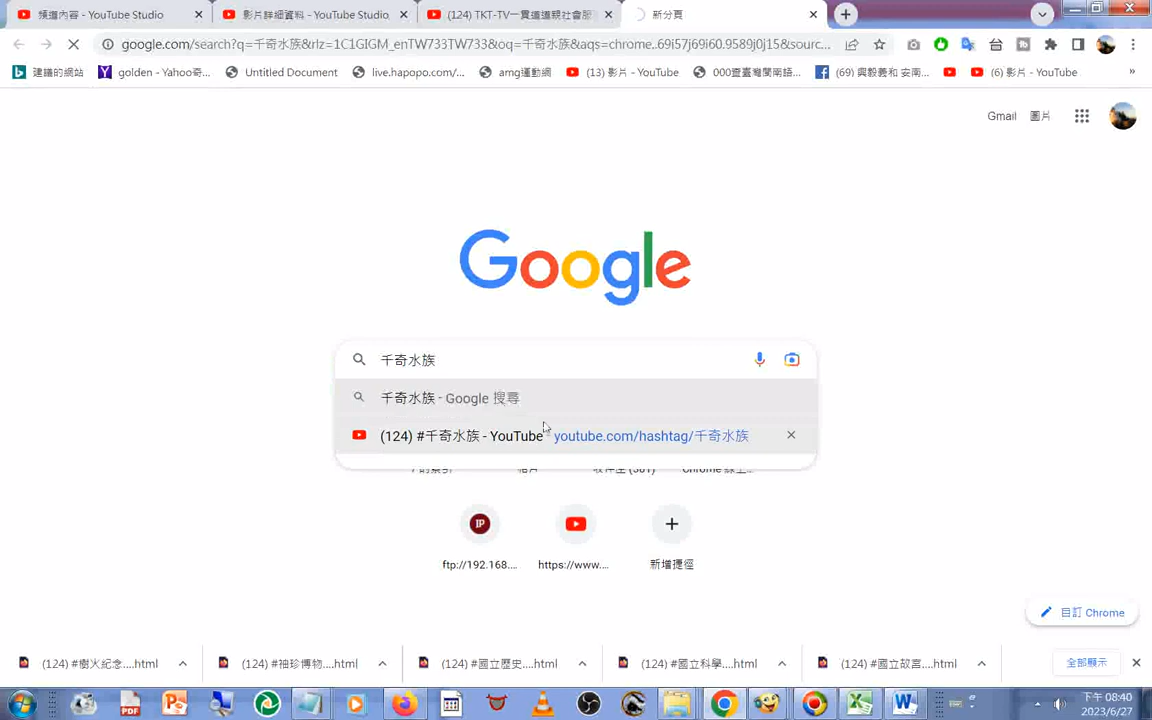 頻道內容 - YouTube Studio
影片詳細資料 - YouTube Studio
(124) TKT-TV一貫道道親社會服
新分頁
google.com/search?q=千奇水族&rlz=1C1GIGM_enTW733TW733&oq=千奇水族&aqs=chrome,.69i57j69i60.9589j0j15&sourc...
建議的網站
golden - Yahoo奇...
Untitled Document
live.hapopo.com/...
amg運動網
(13) 影片 - YouTube
000壹臺灣閩南語...
(69) 興毅義和 安南...
(6) 影片 - YouTube
»
Gmail
圖片
Google
千奇水族
千奇水族 - Google 搜尋
(124) #千奇水族 - YouTube - youtube.com/hashtag/千奇水族
ftp://192.168....
https://www....
新增捷徑
自訂 Chrome
(124) #樹火紀念....html
(124) #袖珍博物....html
(124) #國立歷史....html
(124) #國立科學....html
(124) #國立故宮....html
全部顯示
下午 08:40
2023/6/27